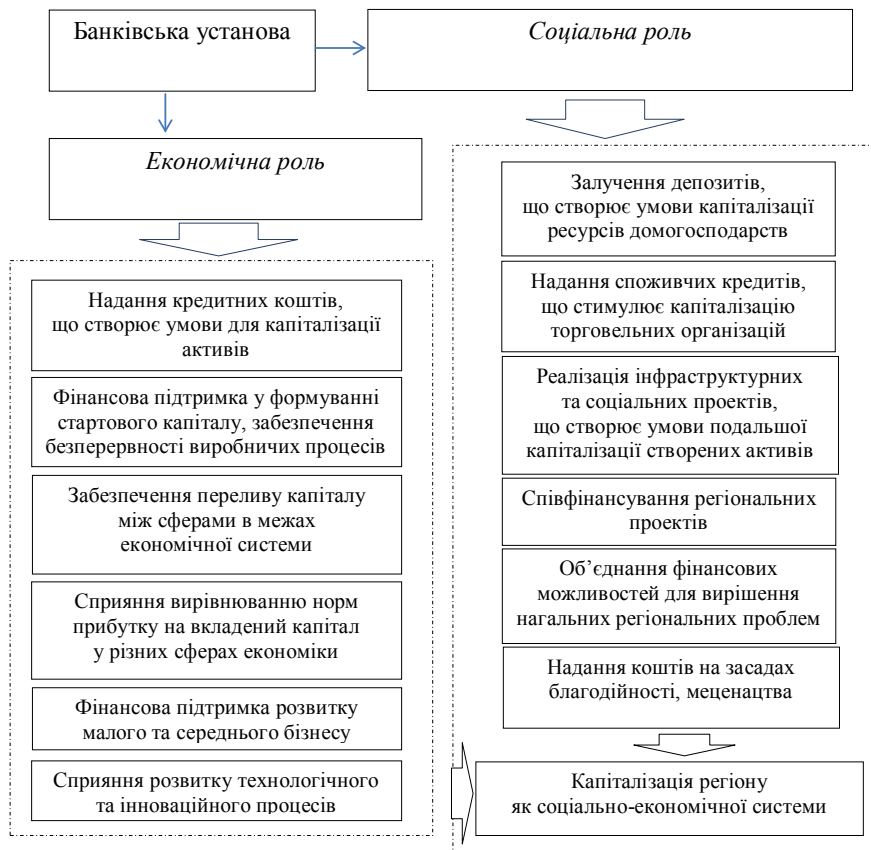 Банківська установа
Соціальна роль
Економічна роль
Надання кредитних коштів,
що створює умови для капіталізації
активів
Фінансова підтримка у формуванні
стартового капіталу, забезпечення
безперервності виробничих процесів
Забезпечення переливу капіталу
між сферами в межах
економічної системи
Сприяння вирівнюванню норм
прибутку на вкладений капітал
у різних сферах економіки
Фінансова підтримка розвитку
малого та середнього бізнесу
Сприяння розвитку технологічного
та інноваційного процесів
Залучення депозитів,
що створює умови капіталізації
ресурсів домогосподарств
Надання споживчих кредитів,
що стимулює капіталізацію
торговельних організацій
Реалізація інфраструктурних
та соціальних проектів,
що створює умови подальшої
капіталізації створених активів
Співфінансування регіональних
проектів
Об’єднання фінансових
можливостей для вирішення
нагальних регіональних проблем
Надання коштів на засадах
благодійності, меценацтва
Капіталізація регіону
як соціально-економічної системи